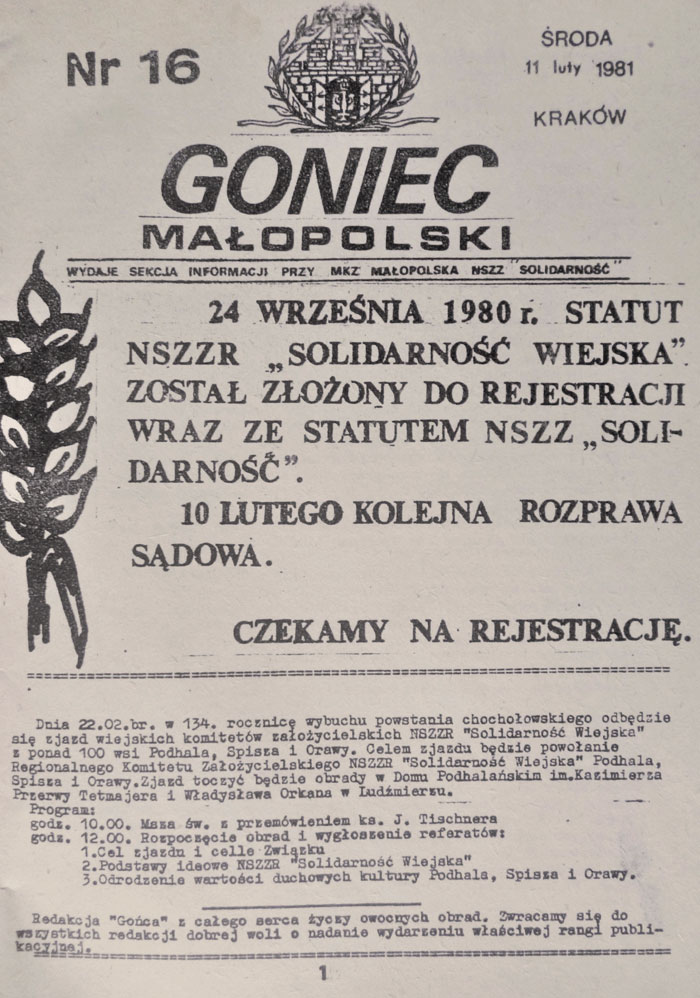 Nr 16
ŚRODA
11 luty 1981
KRAKÓW
GONIEC
MAŁOPOLSKI
WYDAJE SEKCJA INFORMACJI PRZY MKZ MAŁOPOLSKA NSZZ "SOLIDARNOŚĆ"
24 WRZEŚNIA 1980 r. STATUT
NSZZR „SOLIDARNOŚĆ WIEJSKA”
ZOSTAŁ ZŁOŻONY DO REJESTRACJI
WRAZ ZE STATUTEM NSZZ „SOLI-
DARNOŚĆ”.
10 LUTEGO KOLEJNA ROZPRAWA
SĄDOWA.
CZEKAMY NA REJESTRACJĘ.
Dnia 22.02.br. w 134. rocznicę wybuchu powstania chochołowskiego odbędzie
się zjazd wiejskich komitetów założycielskich NSZZR "Solidarność Wiejska"
z ponad 100 wsi Podhala, Spisza i Orawy. Celem zjazdu będzie powołanie
Regionalnego Komitetu Założycielskiego NSZZR "Solidarność Wiejska" Podhala,
Spisza i Orawy.Zjazd toczyć będzie obrady w Domu Podhalańskim im.Kazimierza
Przerwy Tetmajera i Władysława Orkana w Ludźmierzu.
Program:
godz. 10.00. Msza św. z przemówieniem ks. J. Tischnera
godz. 12.00. Rozpoczęcie obrad i wygłoszenie referatów:
1.Cel zjazdu i celle Związku
2.Podstawy ideowe NSZZR "Solidarność Wiejska"
3.Odrodzenie wartości duchowych kultury Podhala, Spisza i Orawy.
Redakcja "Gońca" z całego serca życzy owocnych obrad. Zwracamy się do
wszystkich redakcji dobrej woli o nadanie wydarzeniu właściwej rangi publi-
kacyjnej.
1